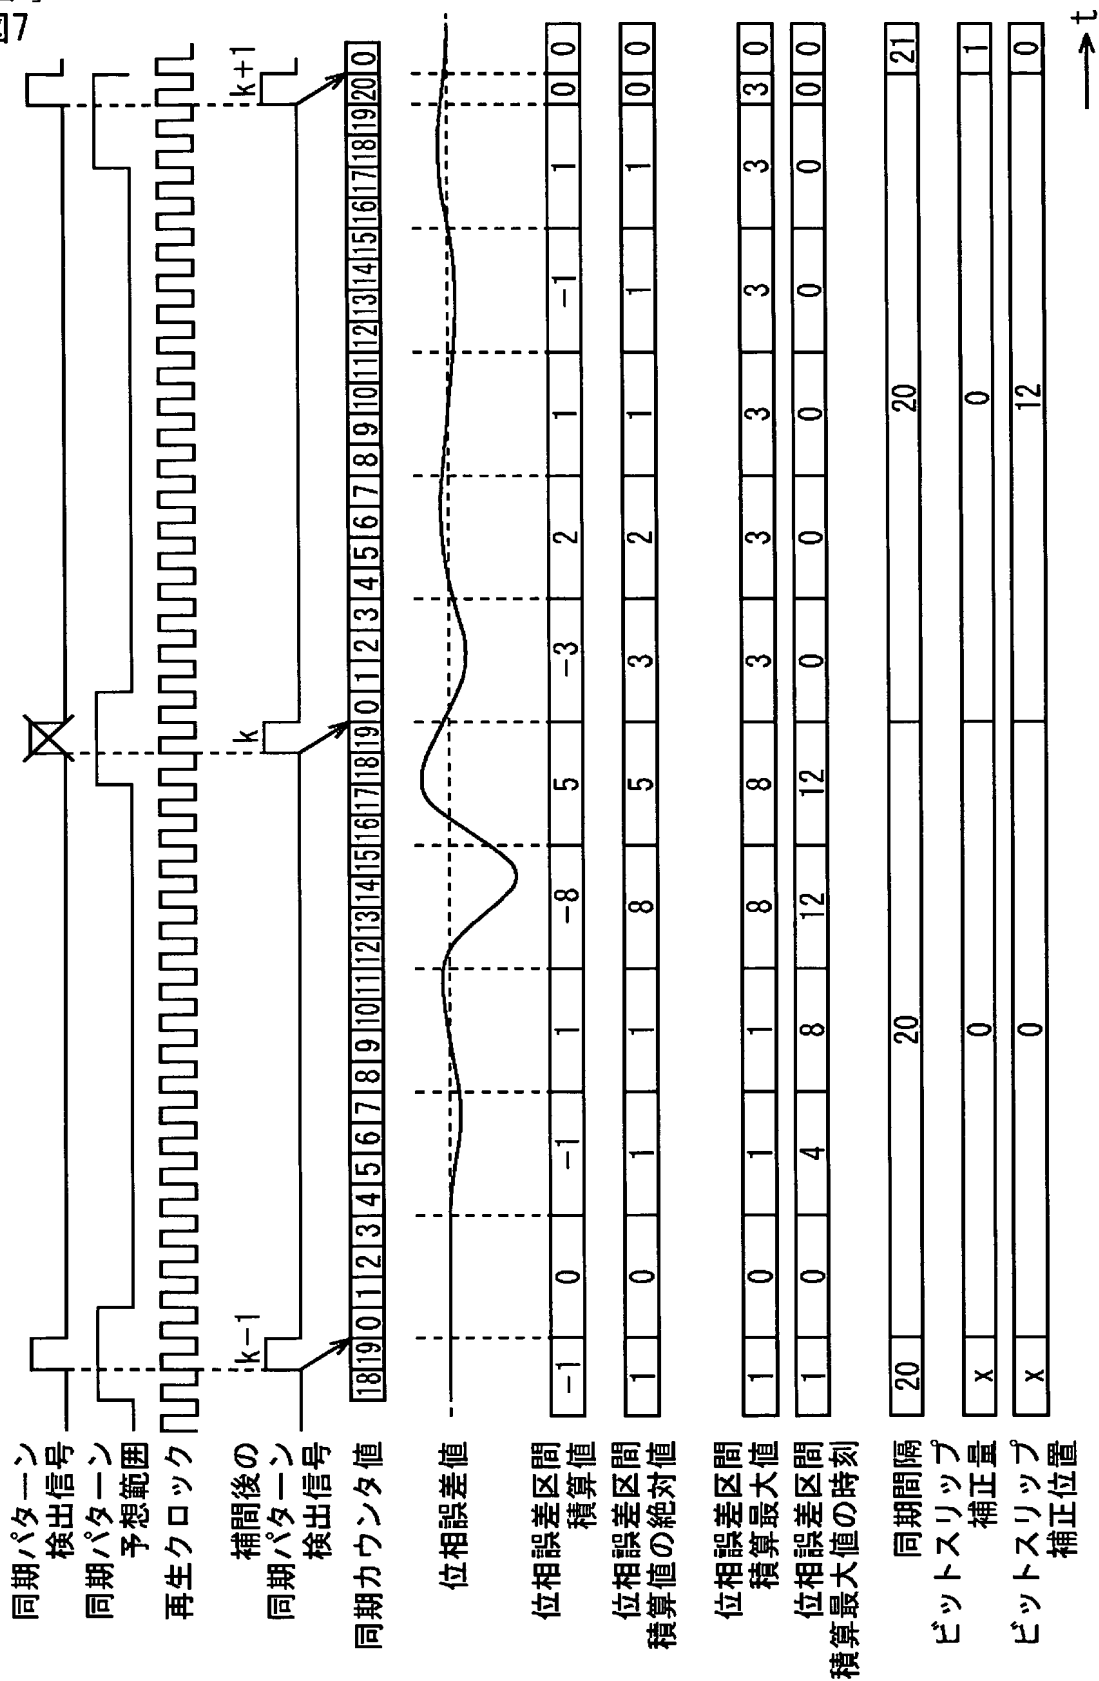 図7
同期パターン
検出信号
同期パターン
予想範囲
再生クロック
補間後の
同期パターン
検出信号
k−1
k
k+1
同期カウンタ値
18 19 0 1 2 3 4 5 6 7 8 9 10 11 12 13 14 15 16 17 18 19 0 1 2 3 4 5 6 7 8 9 10 11 12 13 14 15 16 17 18 19 20 0
位相誤差値
位相誤差区間
積算値
−1 0 −1 1 −8 5 −3 2 1 −1 1 0 0
位相誤差区間
積算値の絶対値
1 0 1 1 8 5 3 2 1 1 1 0 0
位相誤差区間
積算最大値
1 0 1 1 8 8 3 3 3 3 3 3 0
位相誤差区間
積算最大値の時刻
1 0 4 8 12 12 0 0 0 0 0 0 0
同期間隔
20 20 20 21
ビットスリップ
補正量
x 0 0 1
ビットスリップ
補正位置
x 0 12 0
t